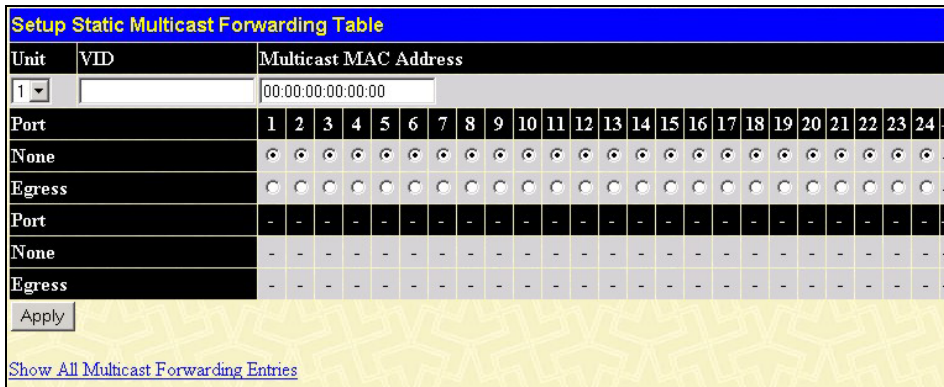 Setup Static Multicast Forwarding Table
Unit VID Multicast MAC Address
1 00:00:00:00:00:00
Port 1 2 3 4 5 6 7 8 9 10 11 12 13 14 15 16 17 18 19 20 21 22 23 24
None
Egress
Port - - - - - - - - - - - - - - - - - - - - - - - -
None - - - - - - - - - - - - - - - - - - - - - - - -
Egress - - - - - - - - - - - - - - - - - - - - - - - -
Apply
Show All Multicast Forwarding Entries